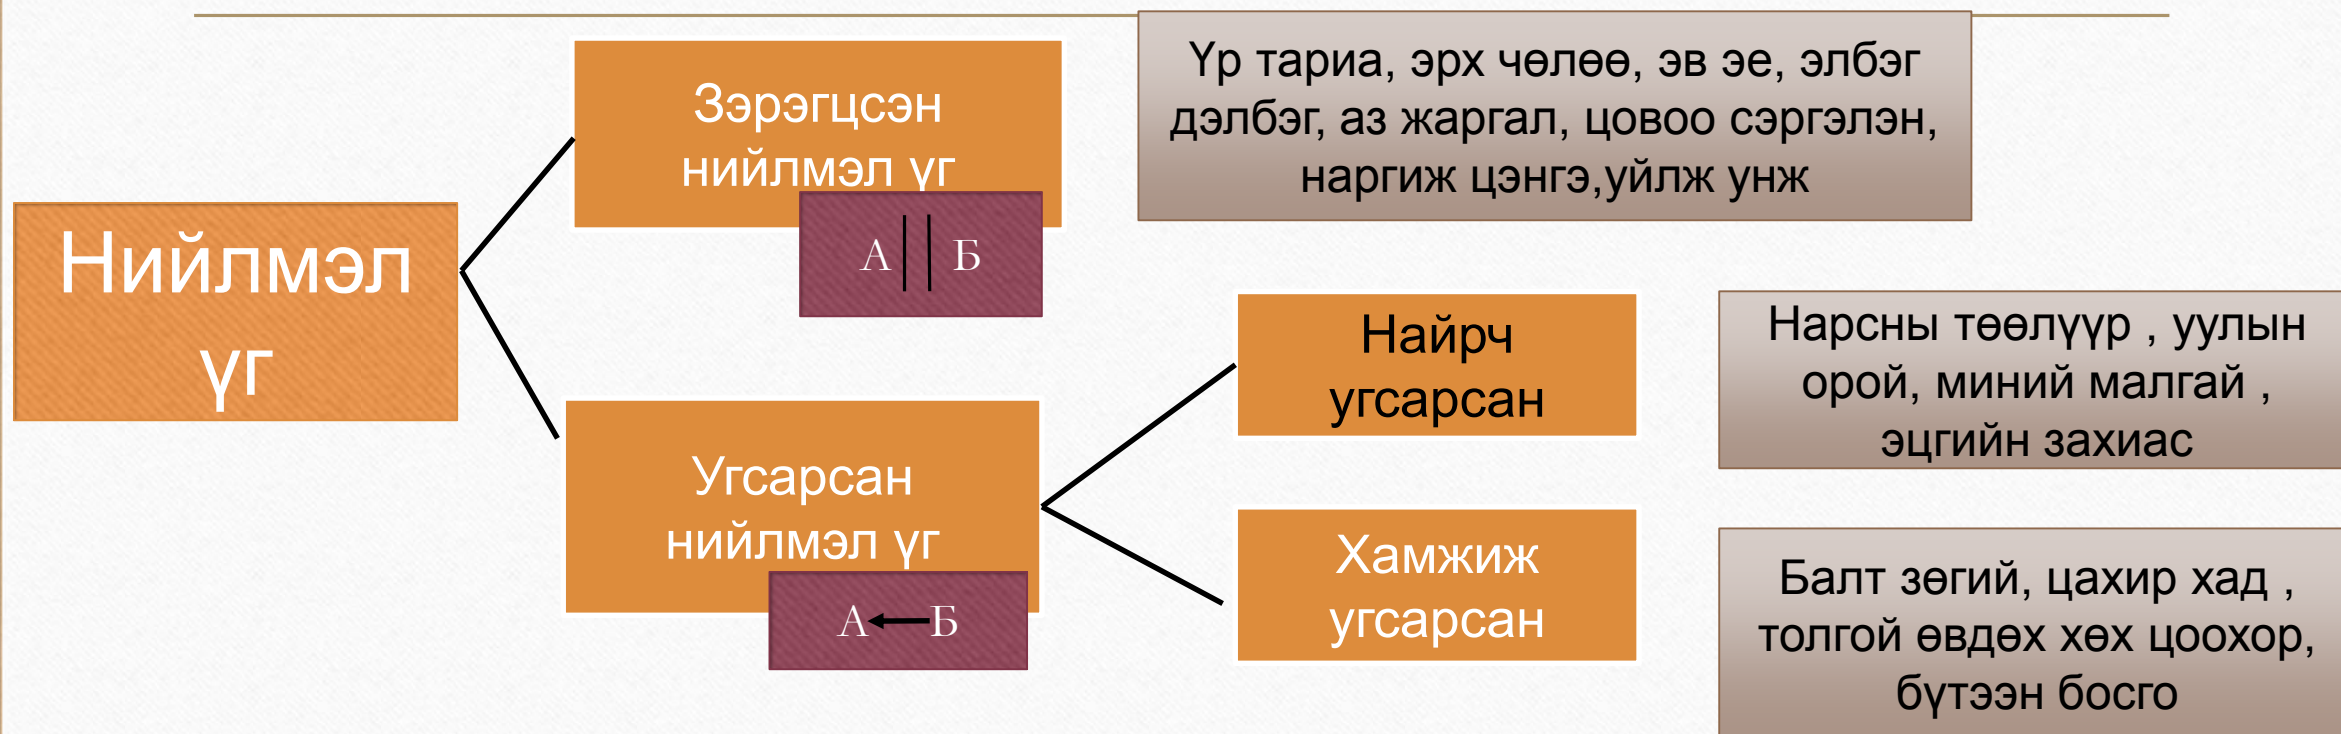 Нийлмэл
үг
Зэрэгцсэн
нийлмэл үг
А Б
Үр тариа, эрх чөлөө, эв эе, элбэг
дэлбэг, аз жаргал, цовоо сэргэлэн,
наргиж цэнгэ,уйлж унж
Угсарсан
нийлмэл үг
А Б
Найрч
угсарсан
Нарсны төөлүүр , уулын
орой, миний малгай ,
эцгийн захиас
Хамжиж
угсарсан
Балт зөгий, цахир хад ,
толгой өвдөх хөх цоохор,
бүтээн босго